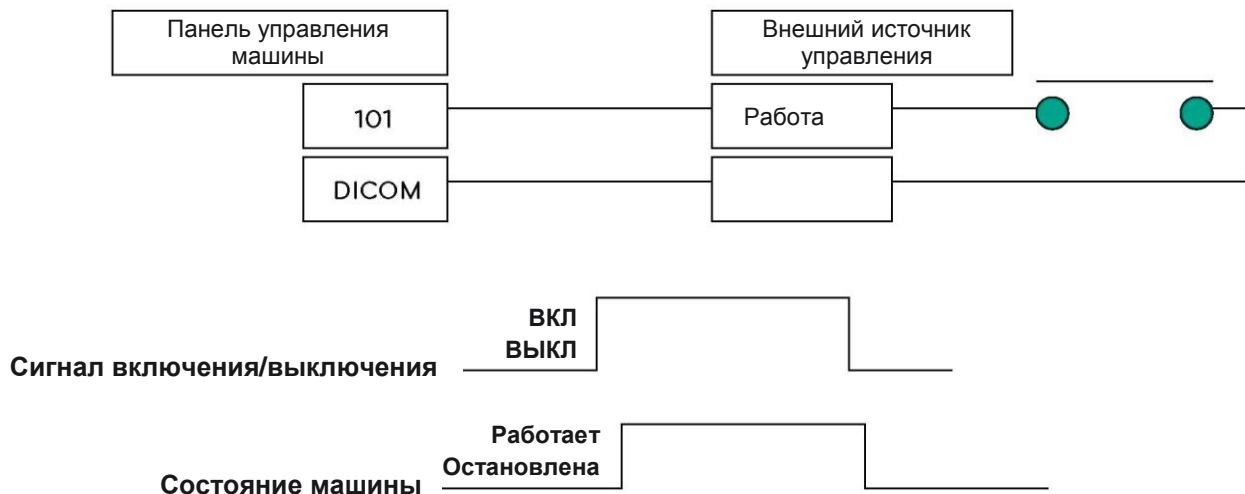 Панель управления
машины
Внешний источник
управления
101
Работа
DICOM
ВКЛ
ВЫКЛ
Сигнал включения/выключения
Работает
Остановлена
Состояние машины